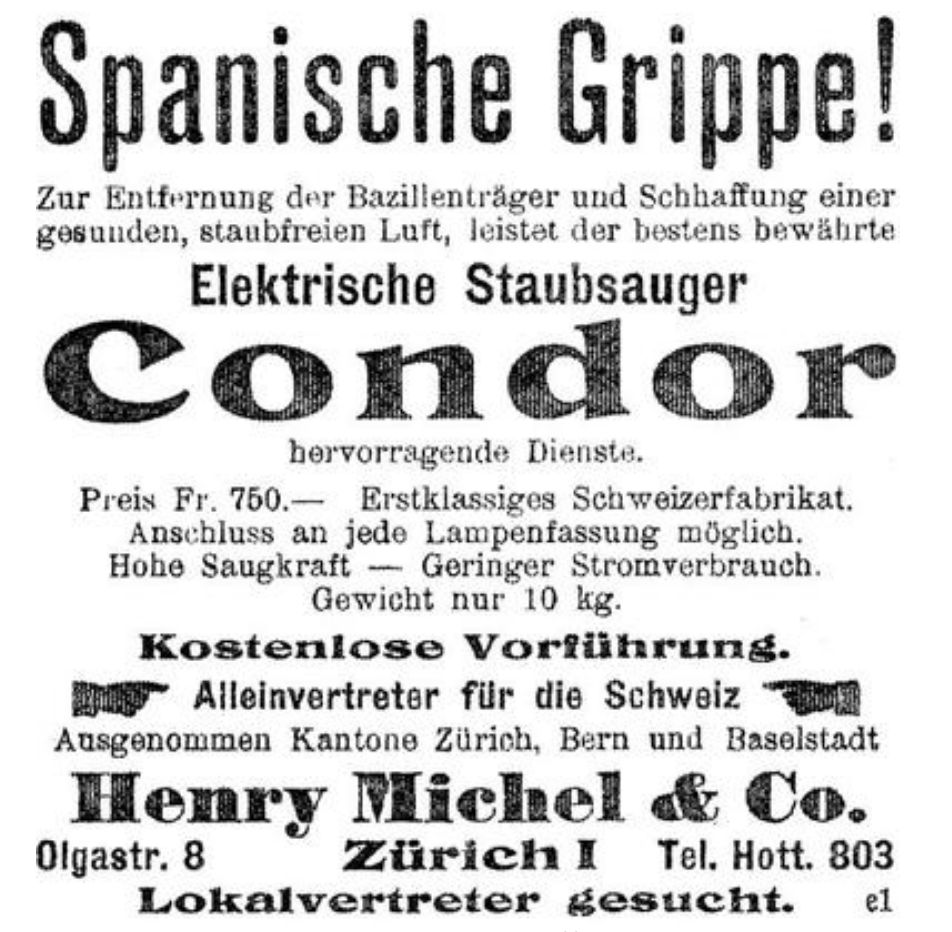 Spanische Grippe!
Zur Entfernung der Bazillenträger und Schhaffung einer
gesunden, staubfreien Luft, leistet der bestens bewährte
Elektrische Staubsauger
Condor
hervorragende Dienste.
Preis Fr. 750.— Erstklassiges Schweizerfabrikat.
Anschluss an jede Lampenfassung möglich.
Hohe Saugkraft — Geringer Stromverbrauch.
Gewicht nur 10 kg.
Kostenlose Vorführung.
Alleinvertreter für die Schweiz
Ausgenommen Kantone Zürich, Bern und Baselstadt
Henry Michel & Co.
Olgastr. 8 Zürich I Tel. Hott. 803
Lokalvertreter gesucht. e1